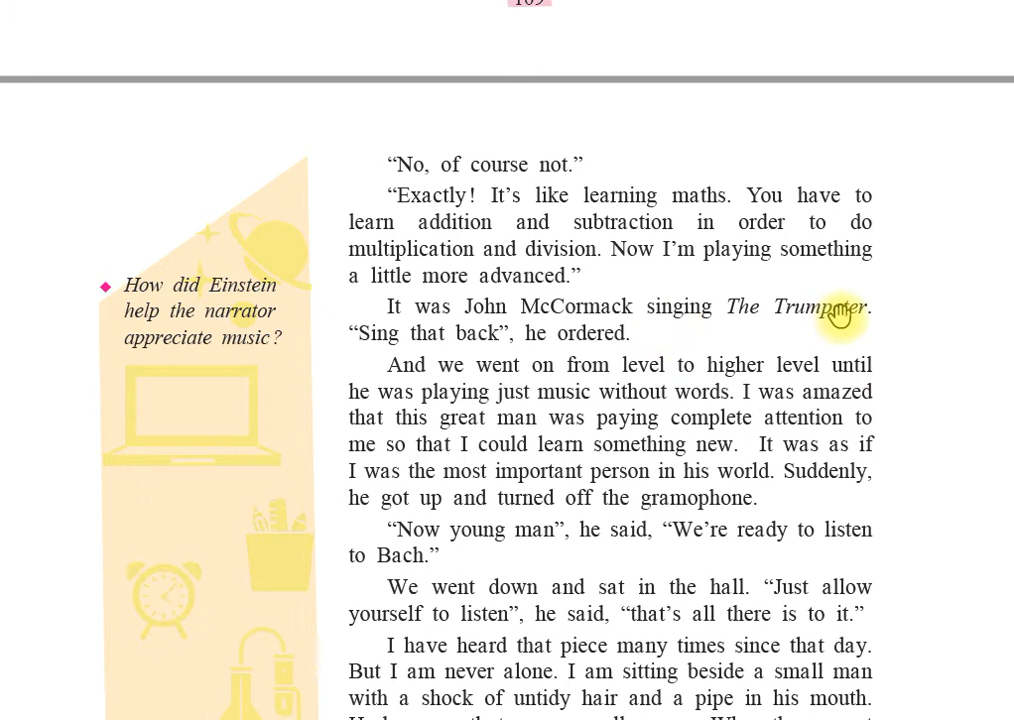 “No, of course not.”
“Exactly! It’s like learning maths. You have to
learn addition and subtraction in order to do
multiplication and division. Now I’m playing something
a little more advanced.”
It was John McCormack singing The Trumpeter.
“Sing that back”, he ordered.
And we went on from level to higher level until
he was playing just music without words. I was amazed
that this great man was paying complete attention to
me so that I could learn something new. It was as if
I was the most important person in his world. Suddenly,
he got up and turned off the gramophone.
“Now young man”, he said, “We’re ready to listen
to Bach.”
We went down and sat in the hall. “Just allow
yourself to listen”, he said, “that’s all there is to it.”
I have heard that piece many times since that day.
But I am never alone. I am sitting beside a small man
with a shock of untidy hair and a pipe in his mouth.
How did Einstein
help the narrator
appreciate music?